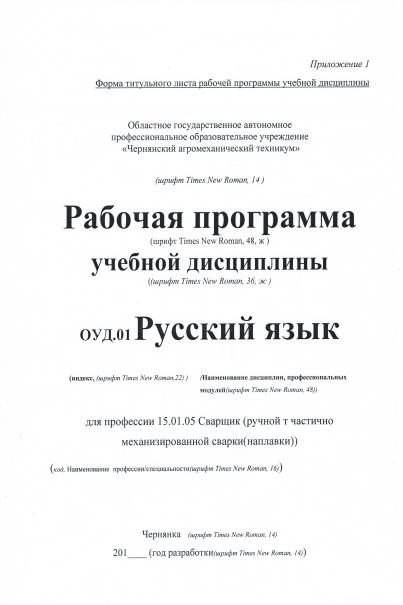 Приложение 1
Форма титульного листа рабочей программы учебной дисциплины
Областное государственное автономное
профессиональное образовательное учреждение
«Чернянский агромеханический техникум»
(шрифт Times New Roman, 14 )
Рабочая программа
(шрифт Times New Roman, 48, ж )
учебной дисциплины
((шрифт Times New Roman, 36, ж )
ОУД.01 Русский язык
(индекс, (шрифт Times New Roman,22) ) (Наименование дисциплин, профессиональных
модулей(шрифт Times New Roman, 48))
для профессии 15.01.05 Сварщик (ручной т частично
механизированной сварки(наплавки))
(код, Наименование профессии/специальности(шрифт Times New Roman, 16))
Чернянка (шрифт Times New Roman, 14)
201____ (год разработки(шрифт Times New Roman, 14))